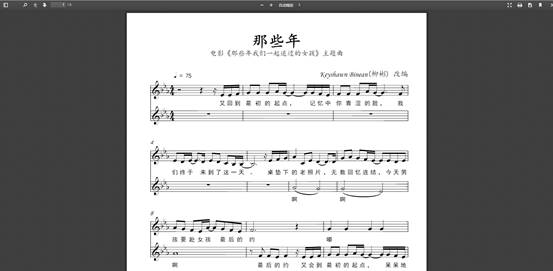 那些年
电影《那些年我们一起追过的女孩》主题曲
♩ = 75
Keyshawn Binean(柳彬) 改编
又回到 最 初 的 起 点， 记忆中 你 青 涩 的 脸， 我
4
们 终于 来到 了 这 一 天 。 桌 垫下 的 老 照 片， 无 数 回 忆 连 结， 今天 男
啊 啊
孩 要 赴 女孩 最后 的 约 嘟
啊 最后 的 约 又 会到 最 初 的 起 点， 呆 呆 地